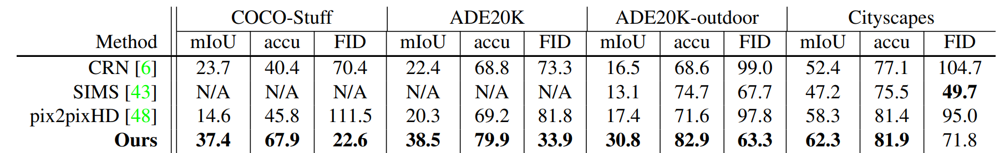 COCO-Stuff ADE20K ADE20K-outdoor Cityscapes
Method mIoU accu FID mIoU accu FID mIoU accu FID mIoU accu FID
CRN [6] 23.7 40.4 70.4 22.4 68.8 73.3 16.5 68.6 99.0 52.4 77.1 104.7
SIMS [43] N/A N/A N/A N/A N/A N/A 13.1 74.7 67.7 47.2 75.5 49.7
pix2pixHD [48] 14.6 45.8 111.5 20.3 69.2 81.8 17.4 71.6 97.8 58.3 81.4 95.0
Ours 37.4 67.9 22.6 38.5 79.9 33.9 30.8 82.9 63.3 62.3 81.9 71.8